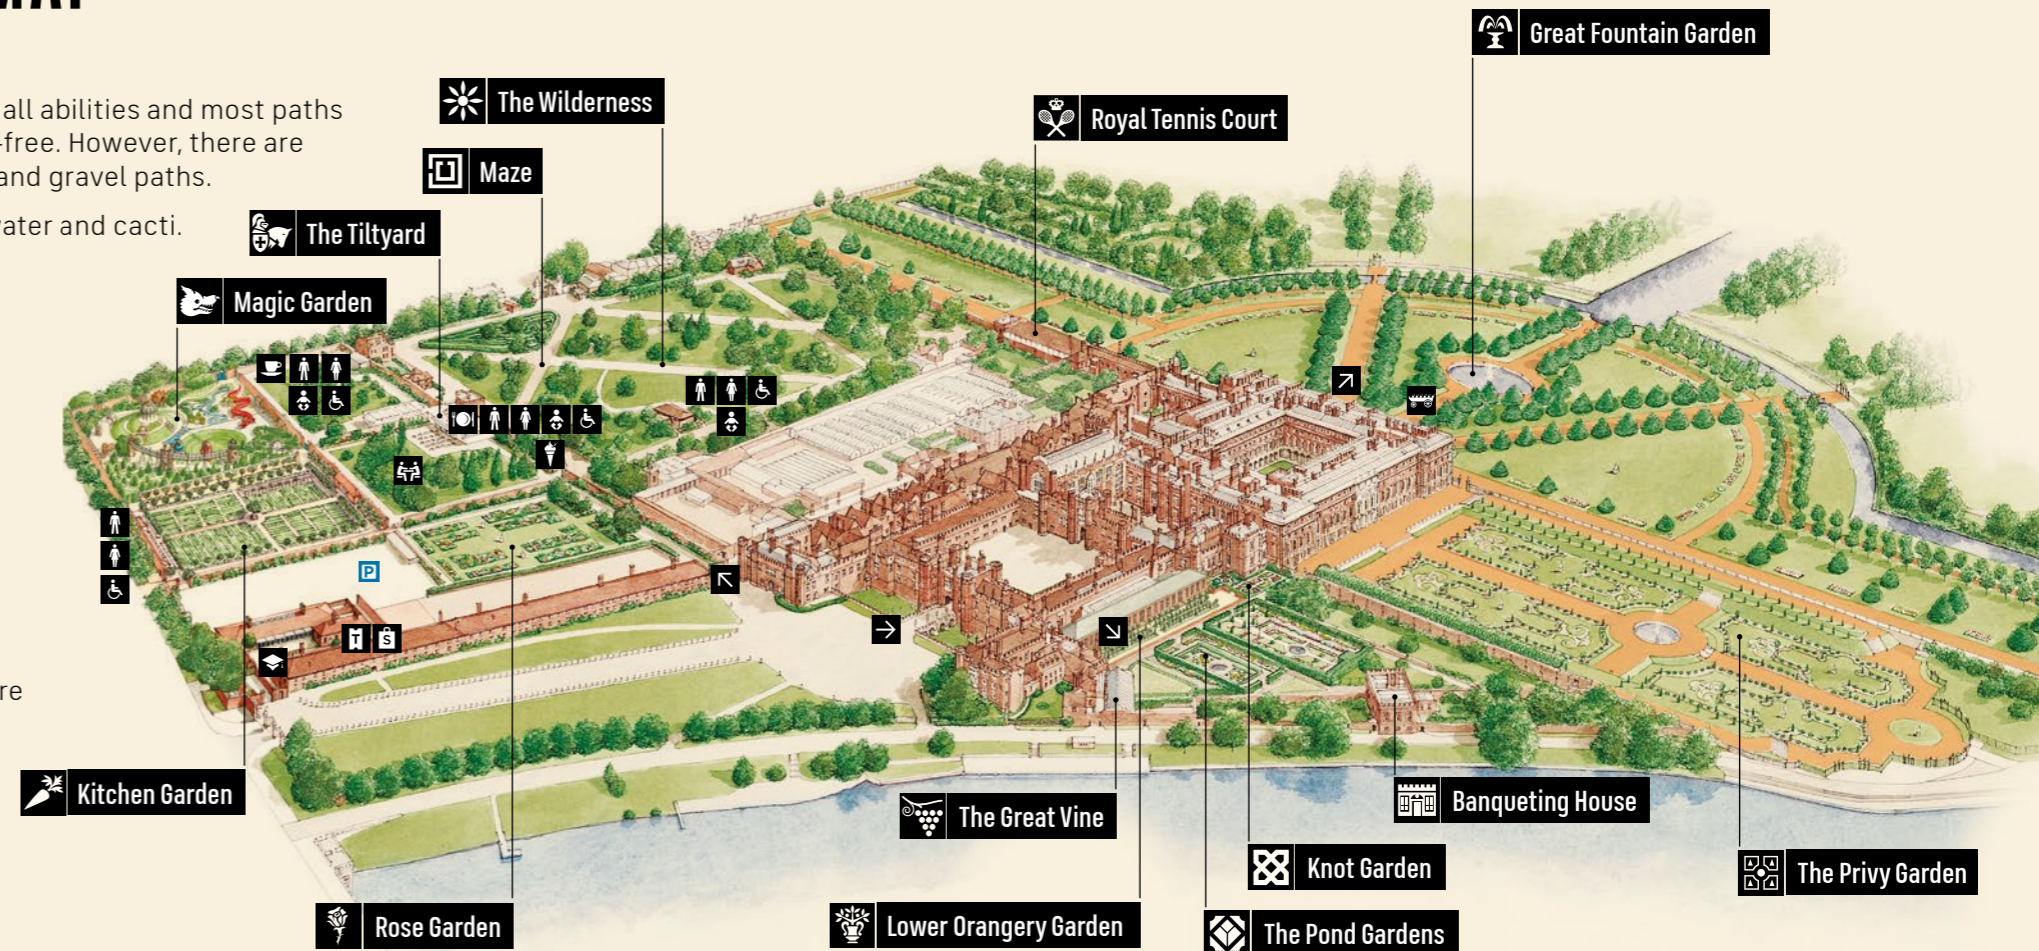 all abilities and most paths
-free. However, there are
and gravel paths.
water and cacti.
Great Fountain Garden
The Wilderness
Royal Tennis Court
Maze
The Tiltyard
Magic Garden
P
T
S
re
Kitchen Garden
The Great Vine
Banqueting House
Knot Garden
The Privy Garden
Rose Garden
Lower Orangery Garden
The Pond Gardens